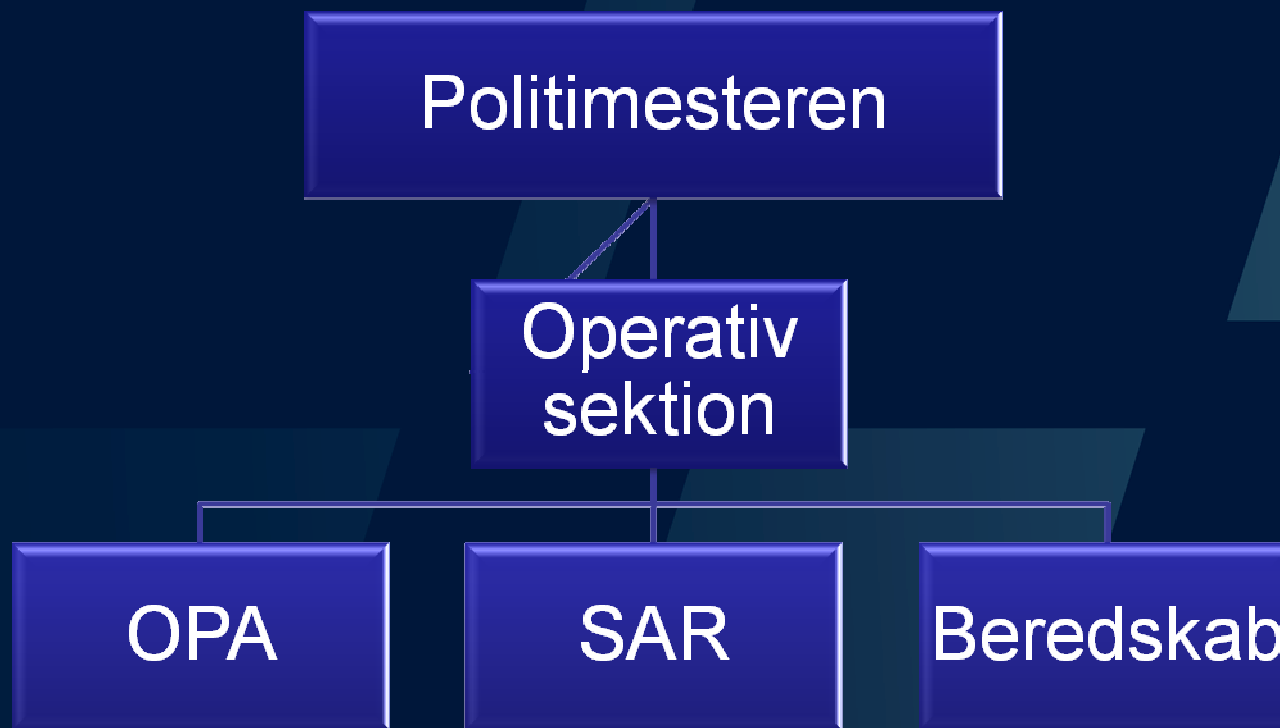 Politimesteren
Operativ
sektion
OPA
SAR
Beredskab